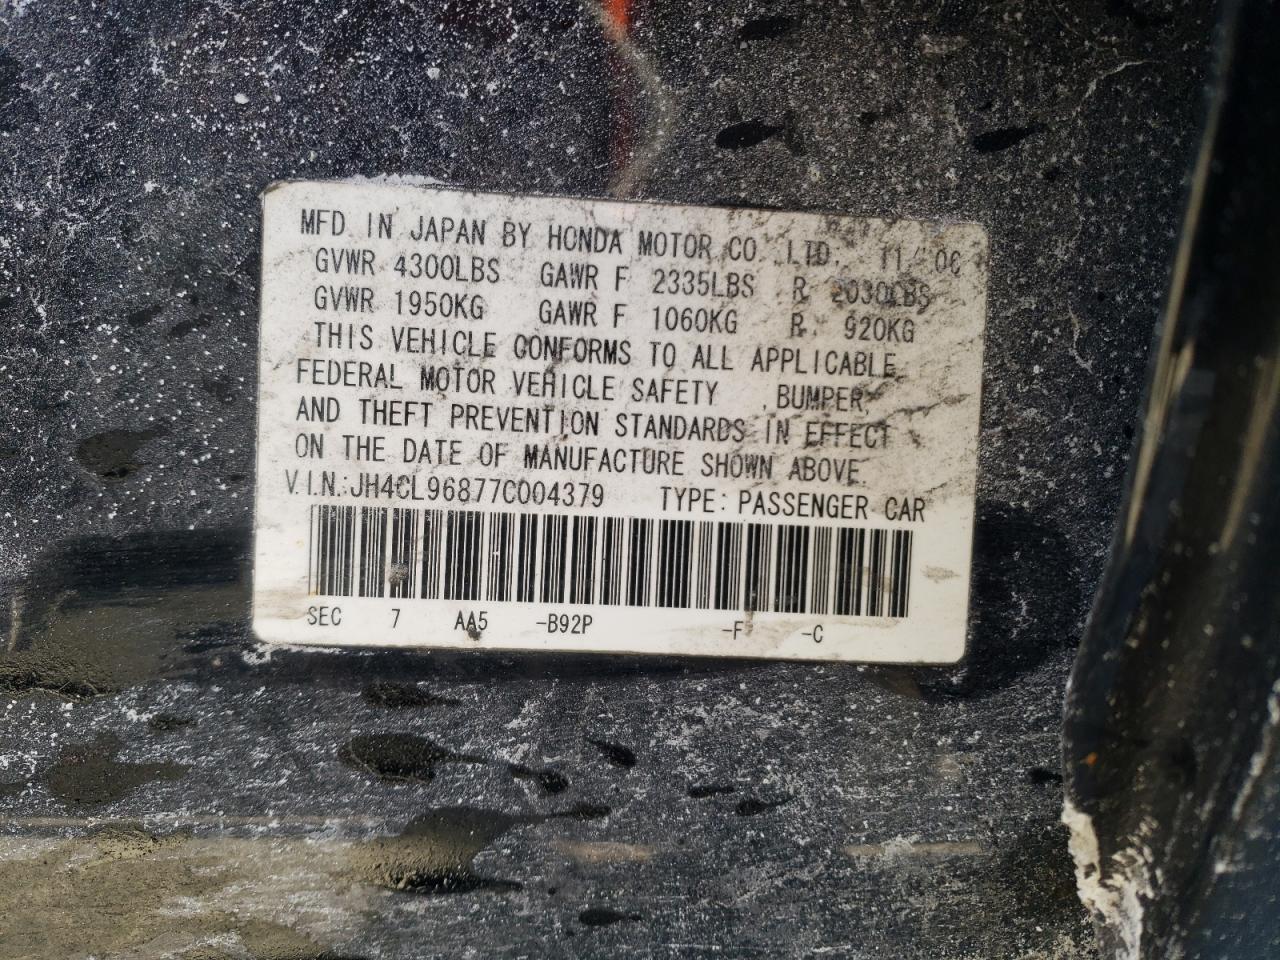 MFD IN JAPAN BY HONDA MOTOR CO., LTD. 11/06
GVWR 4300LBS GAWR F 2335LBS R 2030LBS
GVWR 1950KG GAWR F 1060KG R 920KG
THIS VEHICLE CONFORMS TO ALL APPLICABLE
FEDERAL MOTOR VEHICLE SAFETY , BUMPER,
AND THEFT PREVENTION STANDARDS IN EFFECT
ON THE DATE OF MANUFACTURE SHOWN ABOVE.
V.I.N.:JH4CL96877C004379 TYPE: PASSENGER CAR
SEC 7 AA5 -B92P -F -C